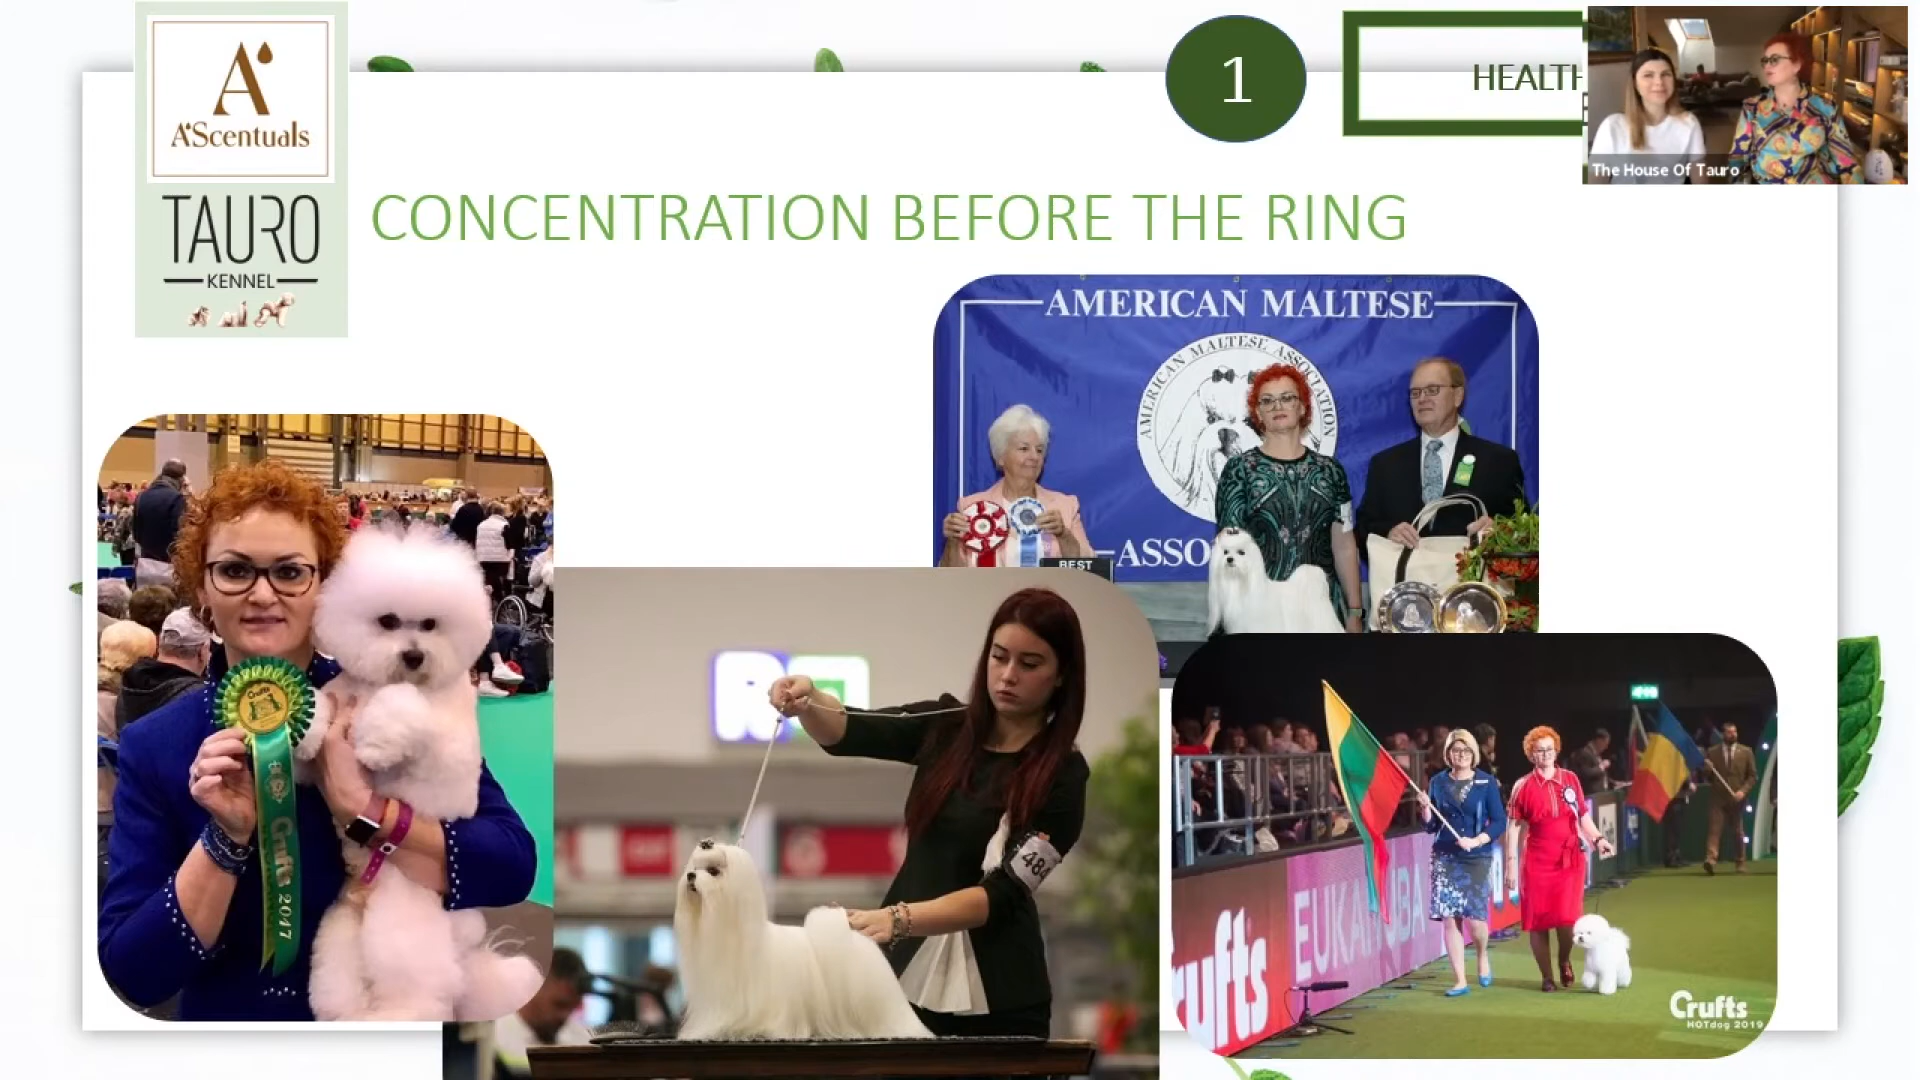 A'
A'Scentuals
TAURO
KENNEL
1
HEALTH
The House Of Tauro
CONCENTRATION BEFORE THE RING
AMERICAN MALTESE
AMERICAN MALTESE ASSOCIATION
ASSO
BEST
Crufts
Crufts 2017
484
rufts
EUKANUBA
Crufts
HOTdog 2019